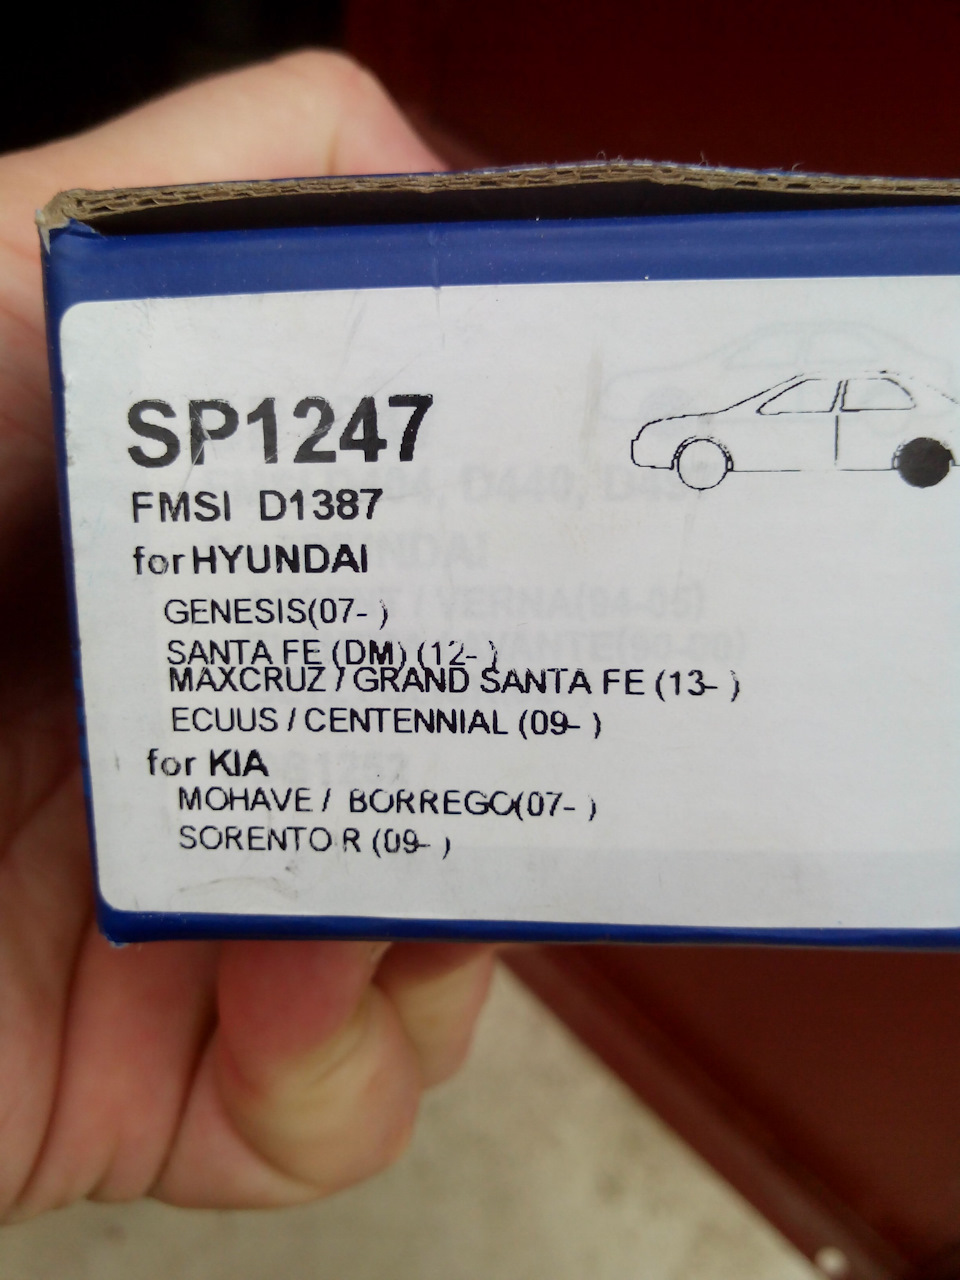 SP1247
FMSI D1387
for HYUNDAI
GENESIS(07- )
SANTA FE (DM) (12- )
MAXCRUZ / GRAND SANTA FE (13- )
ECUUS / CENTENNIAL (09- )
for KIA
MOHAVE / BORREGO(07- )
SORENTO R (09- )